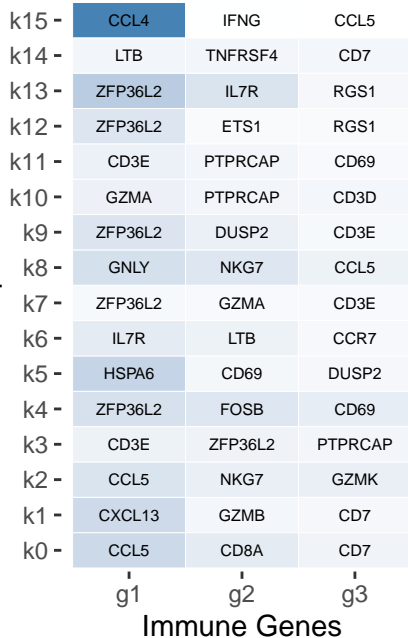 k15 - CCL4 IFNG CCL5
k14 - LTB TNFRSF4 CD7
k13 - ZFP36L2 IL7R RGS1
k12 - ZFP36L2 ETS1 RGS1
k11 - CD3E PTPRCAP CD69
k10 - GZMA PTPRCAP CD3D
k9 - ZFP36L2 DUSP2 CD3E
k8 - GNLY NKG7 CCL5
k7 - ZFP36L2 GZMA CD3E
k6 - IL7R LTB CCR7
k5 - HSPA6 CD69 DUSP2
k4 - ZFP36L2 FOSB CD69
k3 - CD3E ZFP36L2 PTPRCAP
k2 - CCL5 NKG7 GZMK
k1 - CXCL13 GZMB CD7
k0 - CCL5 CD8A CD7
g1 g2 g3
Immune Genes